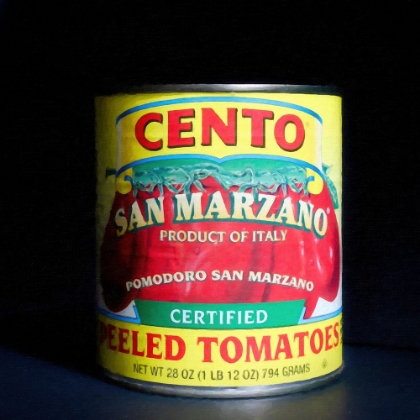 CENTO
SAN MARZANO®
PRODUCT OF ITALY
POMODORO SAN MARZANO
CERTIFIED
PEELED TOMATOES
NET WT 28 OZ (1 LB 12 OZ) 794 GRAMS